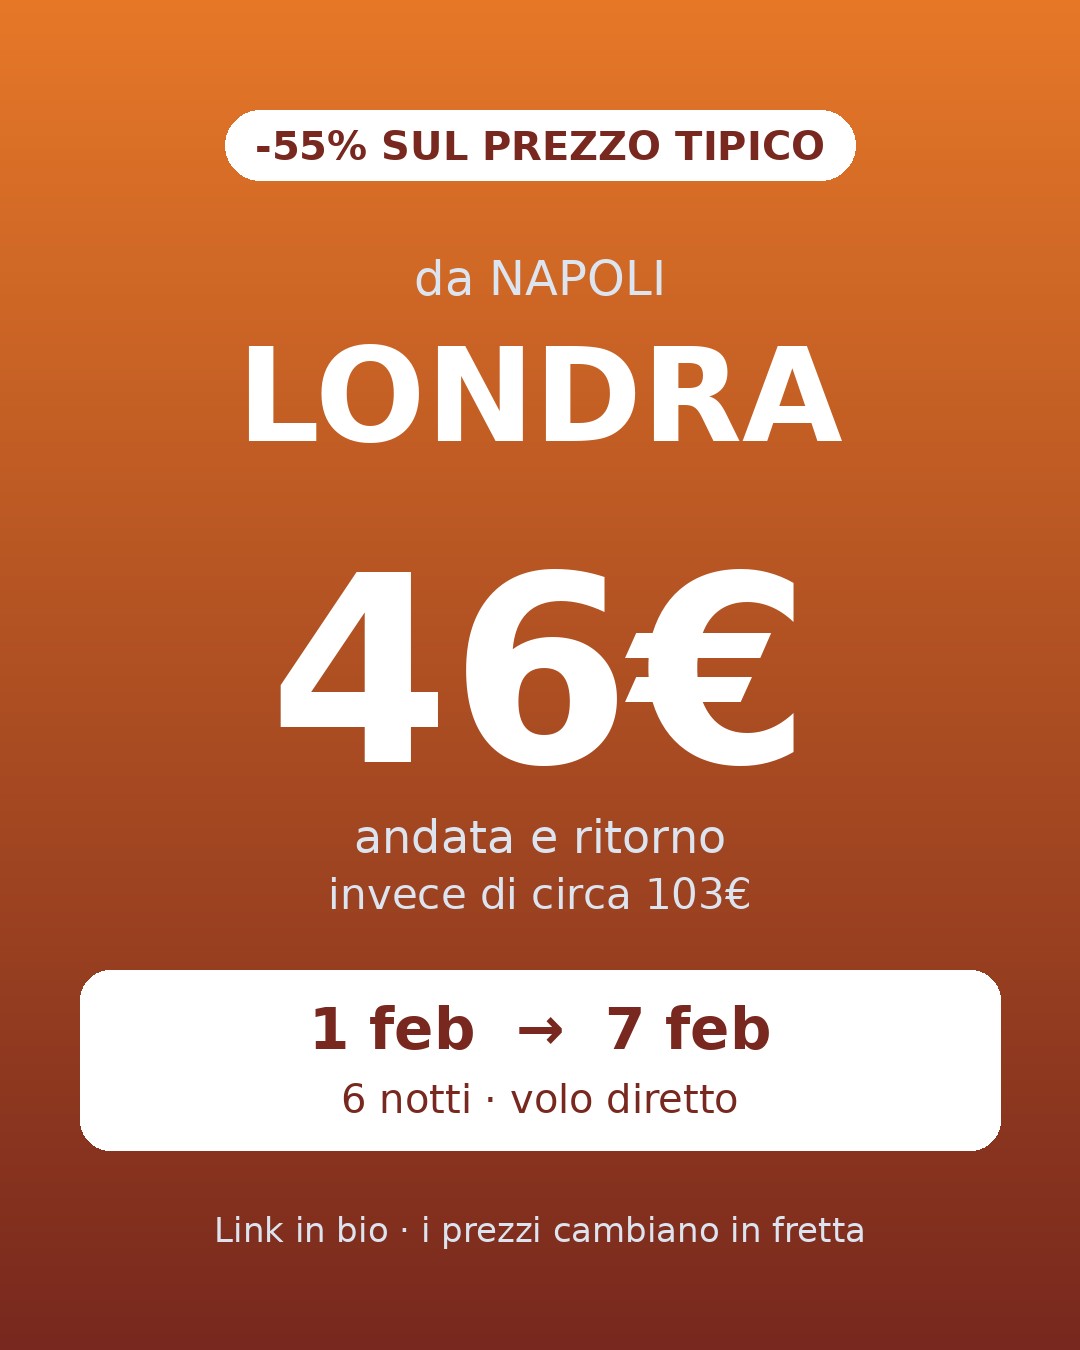 -55% SUL PREZZO TIPICO
da NAPOLI
LONDRA
46€
andata e ritorno
invece di circa 103€
1 feb → 7 feb
6 notti · volo diretto
Link in bio · i prezzi cambiano in fretta